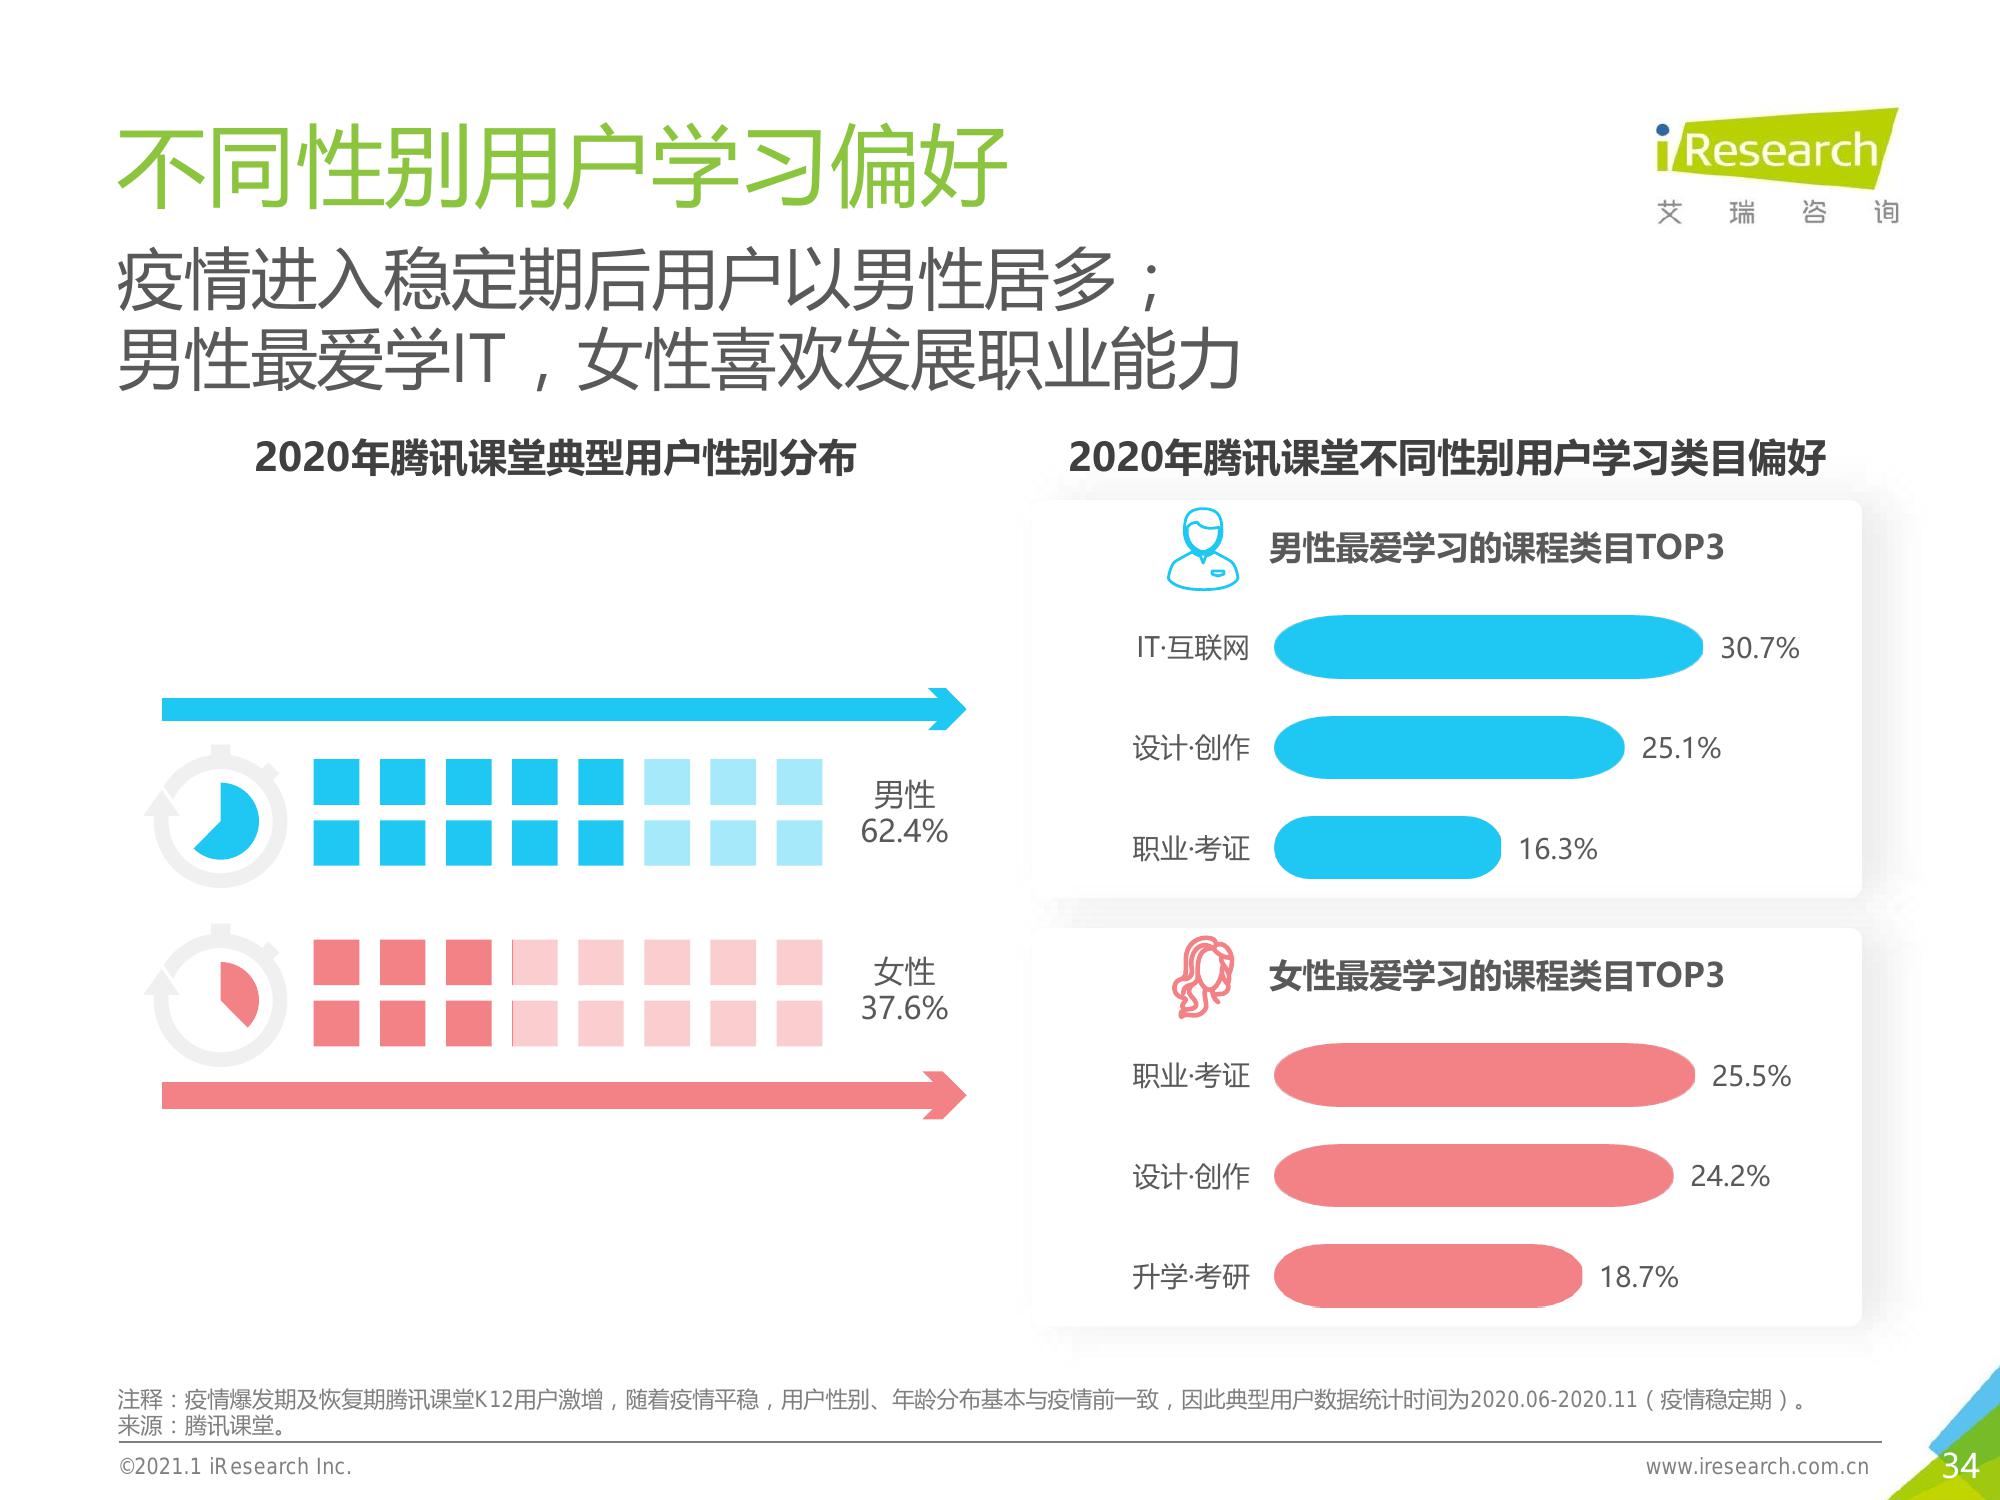 不同性别用户学习偏好
iResearch
艾瑞咨询
疫情进入稳定期后用户以男性居多；
男性最爱学IT，女性喜欢发展职业能力
2020年腾讯课堂典型用户性别分布
男性
62.4%
女性
37.6%
2020年腾讯课堂不同性别用户学习类目偏好
男性最爱学习的课程类目TOP3
IT·互联网 30.7%
设计·创作 25.1%
职业·考证 16.3%
女性最爱学习的课程类目TOP3
职业·考证 25.5%
设计·创作 24.2%
升学·考研 18.7%
注释：疫情爆发期及恢复期腾讯课堂K12用户激增，随着疫情平稳，用户性别、年龄分布基本与疫情前一致，因此典型用户数据统计时间为2020.06-2020.11（疫情稳定期）。
来源：腾讯课堂。
©2021.1 iResearch Inc.
www.iresearch.com.cn
34